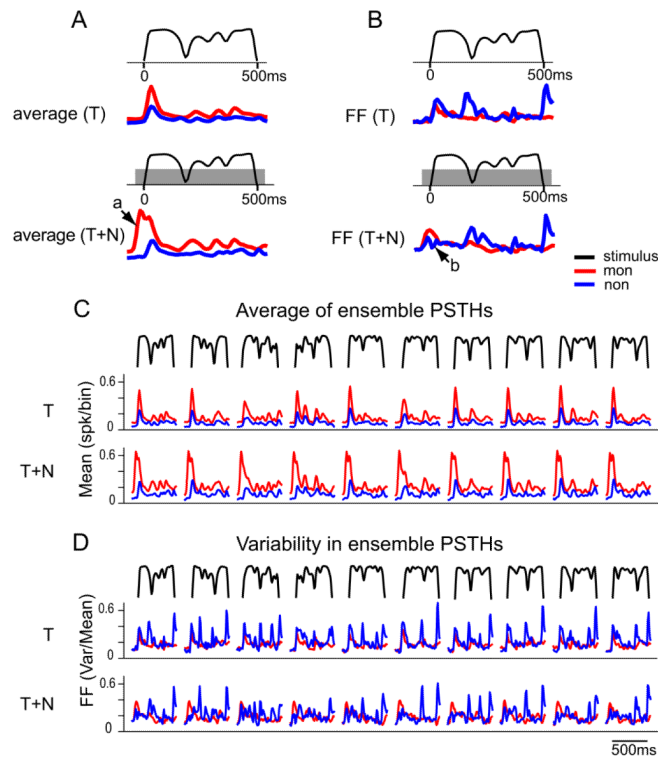 A
B
0 500ms
0 500ms
average (T)
FF (T)
0 500ms
0 500ms
a
average (T+N)
FF (T+N)
b
stimulus
mon
non
C
Average of ensemble PSTHs
T
0.6
0
T+N
0.6
0
Mean (spk/bin)
D
Variability in ensemble PSTHs
T
0.6
0
T+N
0.6
0
FF (Var/Mean)
500ms